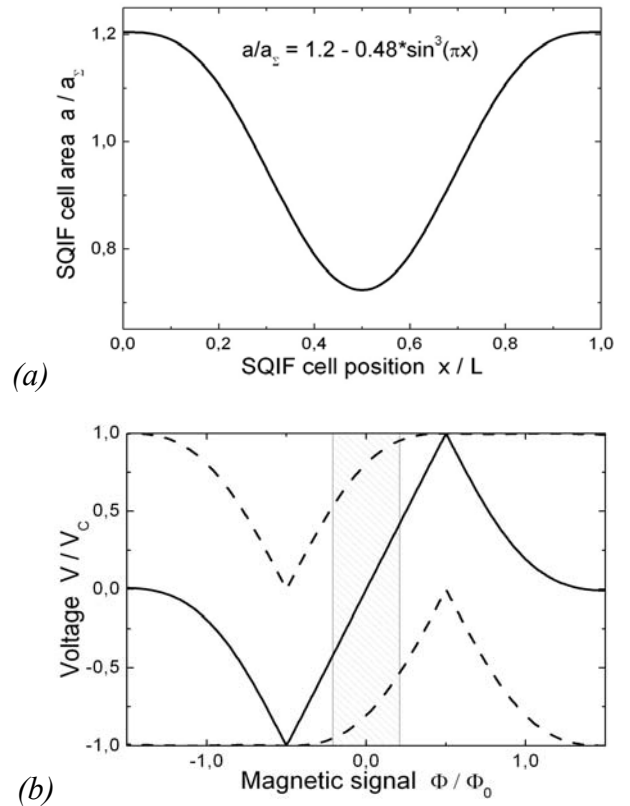 1,2
a/a_Σ = 1.2 - 0.48*sin³(πx)
1,0
0,8
SQIF cell area a / a_Σ
0,0 0,2 0,4 0,6 0,8 1,0
SQIF cell position x / L
(a)
1,0
0,5
0,0
-0,5
-1,0
Voltage V / V_C
-1,0 0,0 1,0
Magnetic signal Φ / Φ₀
(b)